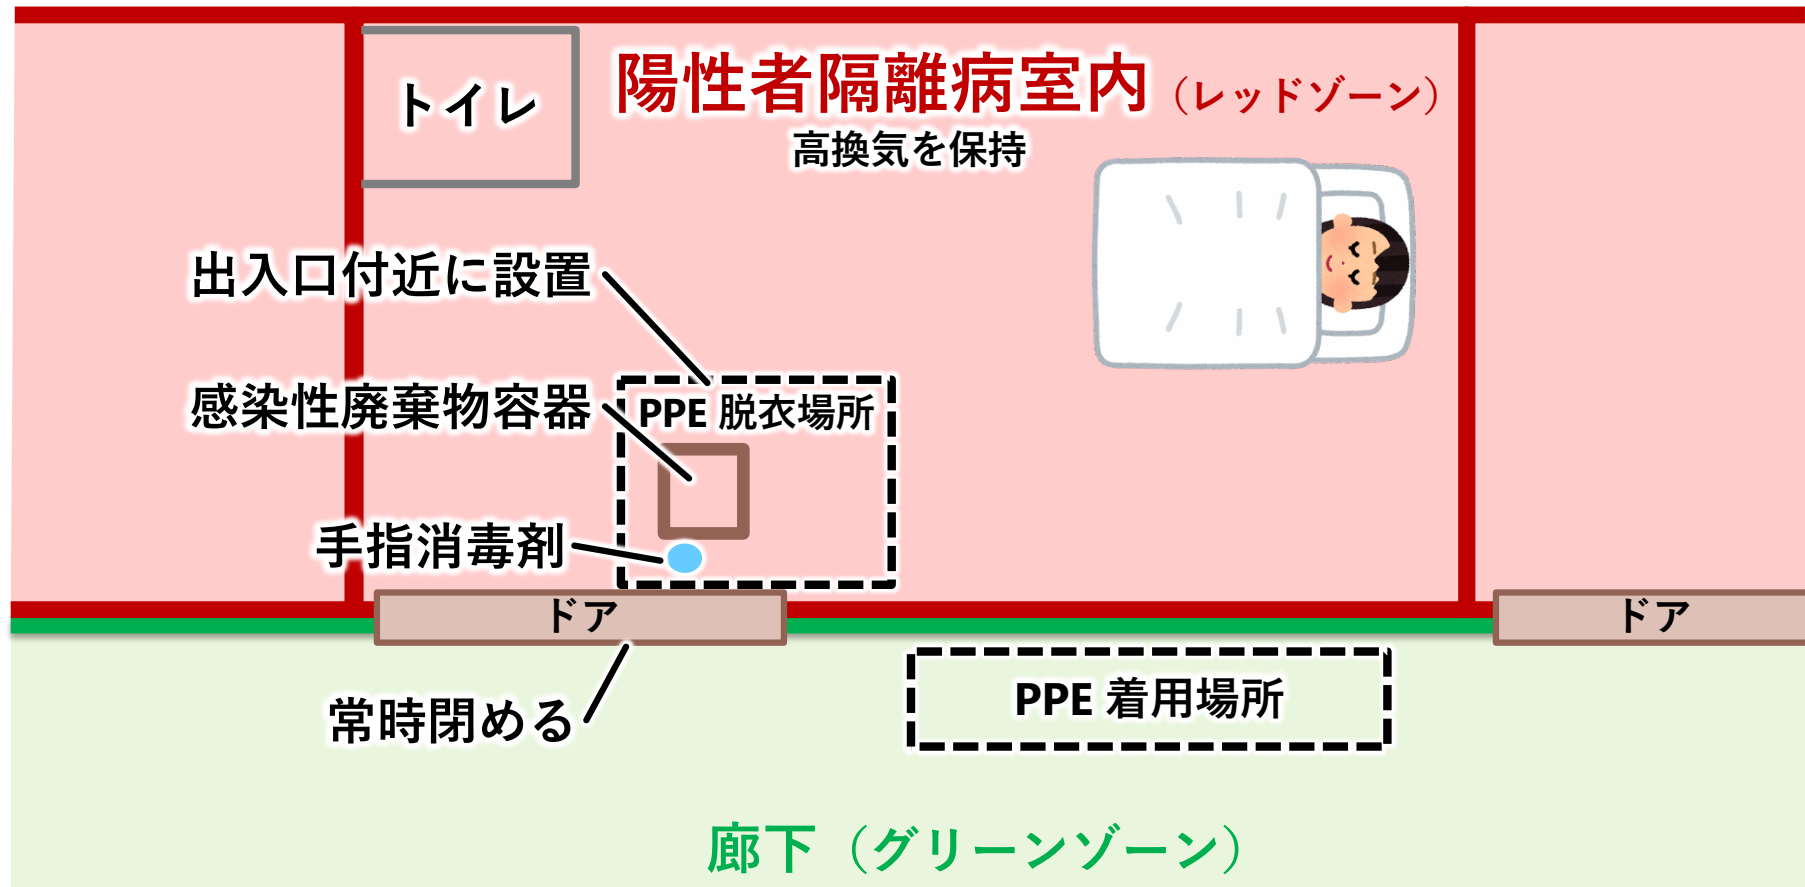 陽性者隔離病室内（レッドゾーン）
高換気を保持
トイレ
出入口付近に設置
感染性廃棄物容器
PPE 脱衣場所
手指消毒剤
ドア
ドア
常時閉める
PPE 着用場所
廊下（グリーンゾーン）